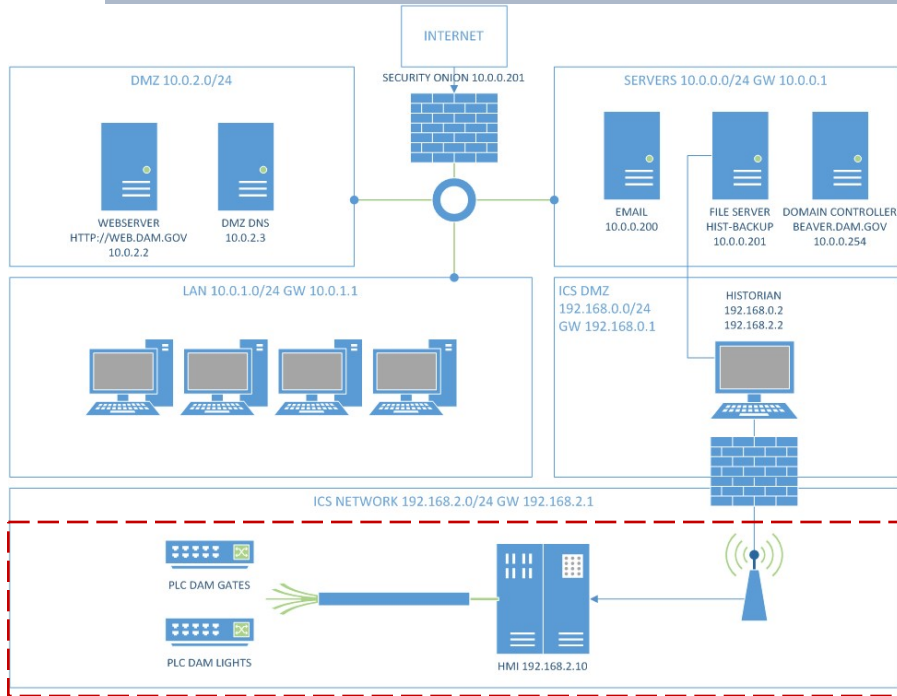 INTERNET
SECURITY ONION 10.0.0.201
DMZ 10.0.2.0/24
WEBSERVER
HTTP://WEB.DAM.GOV
10.0.2.2
DMZ DNS
10.0.2.3
SERVERS 10.0.0.0/24 GW 10.0.0.1
EMAIL
10.0.0.200
FILE SERVER
HIST-BACKUP
10.0.0.201
DOMAIN CONTROLLER
BEAVER.DAM.GOV
10.0.0.254
LAN 10.0.1.0/24 GW 10.0.1.1
ICS DMZ
192.168.0.0/24
GW 192.168.0.1
HISTORIAN
192.168.0.2
192.168.2.2
ICS NETWORK 192.168.2.0/24 GW 192.168.2.1
PLC DAM GATES
PLC DAM LIGHTS
HMI 192.168.2.10